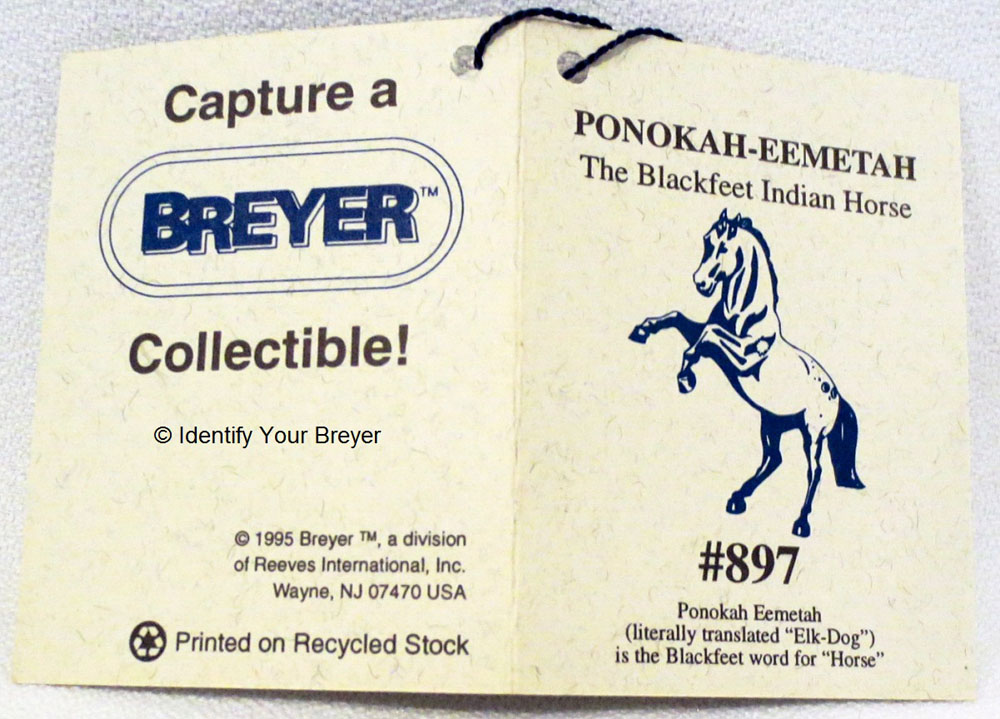 Capture a
BREYER™
Collectible!
© Identify Your Breyer
© 1995 Breyer ™, a division
of Reeves International, Inc.
Wayne, NJ 07470 USA
Printed on Recycled Stock
PONOKAH-EEMETAH
The Blackfeet Indian Horse
#897
Ponokah Eemetah
(literally translated “Elk-Dog”)
is the Blackfeet word for “Horse”